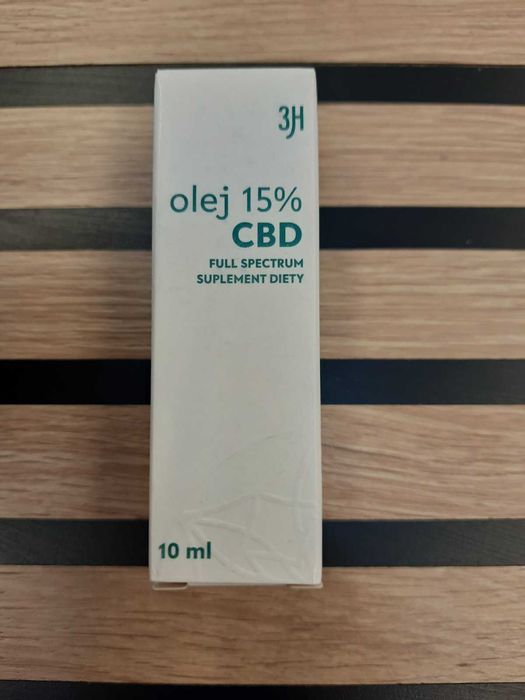 3H
olej 15%
CBD
FULL SPECTRUM
SUPLEMENT DIETY
10 ml